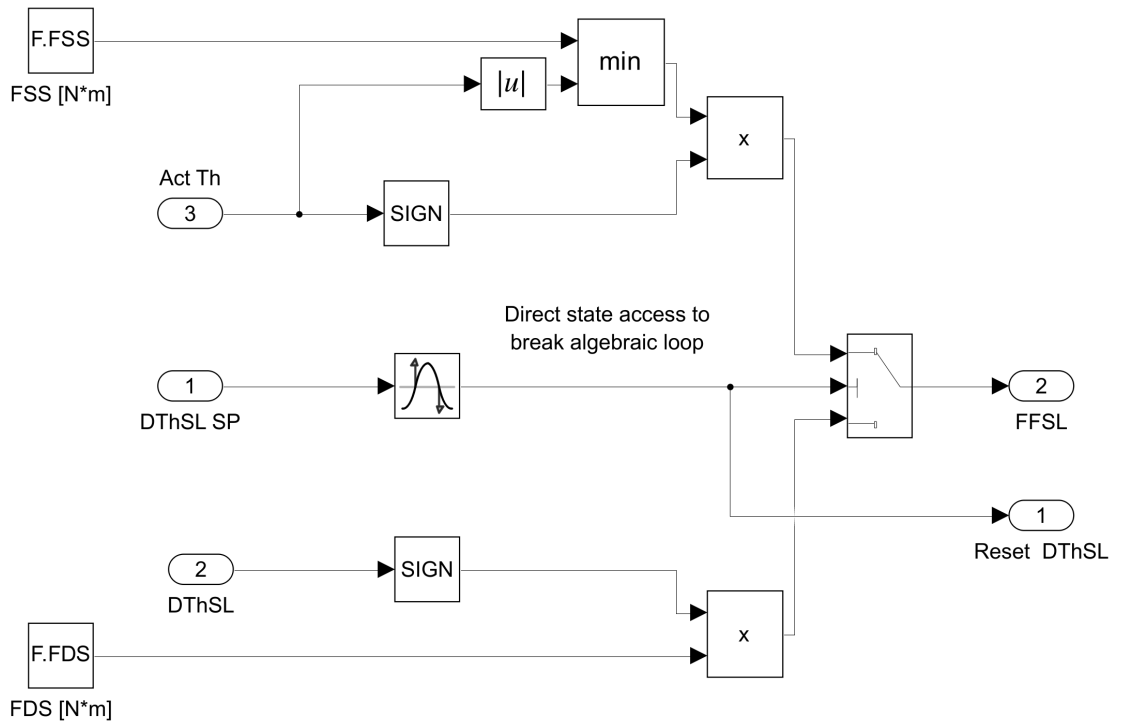 F.FSS
FSS [N*m]
min
|u|
x
Act Th
3
SIGN
Direct state access to
break algebraic loop
1
DThSL SP
2
FFSL
1
Reset  DThSL
2
DThSL
SIGN
x
F.FDS
FDS [N*m]